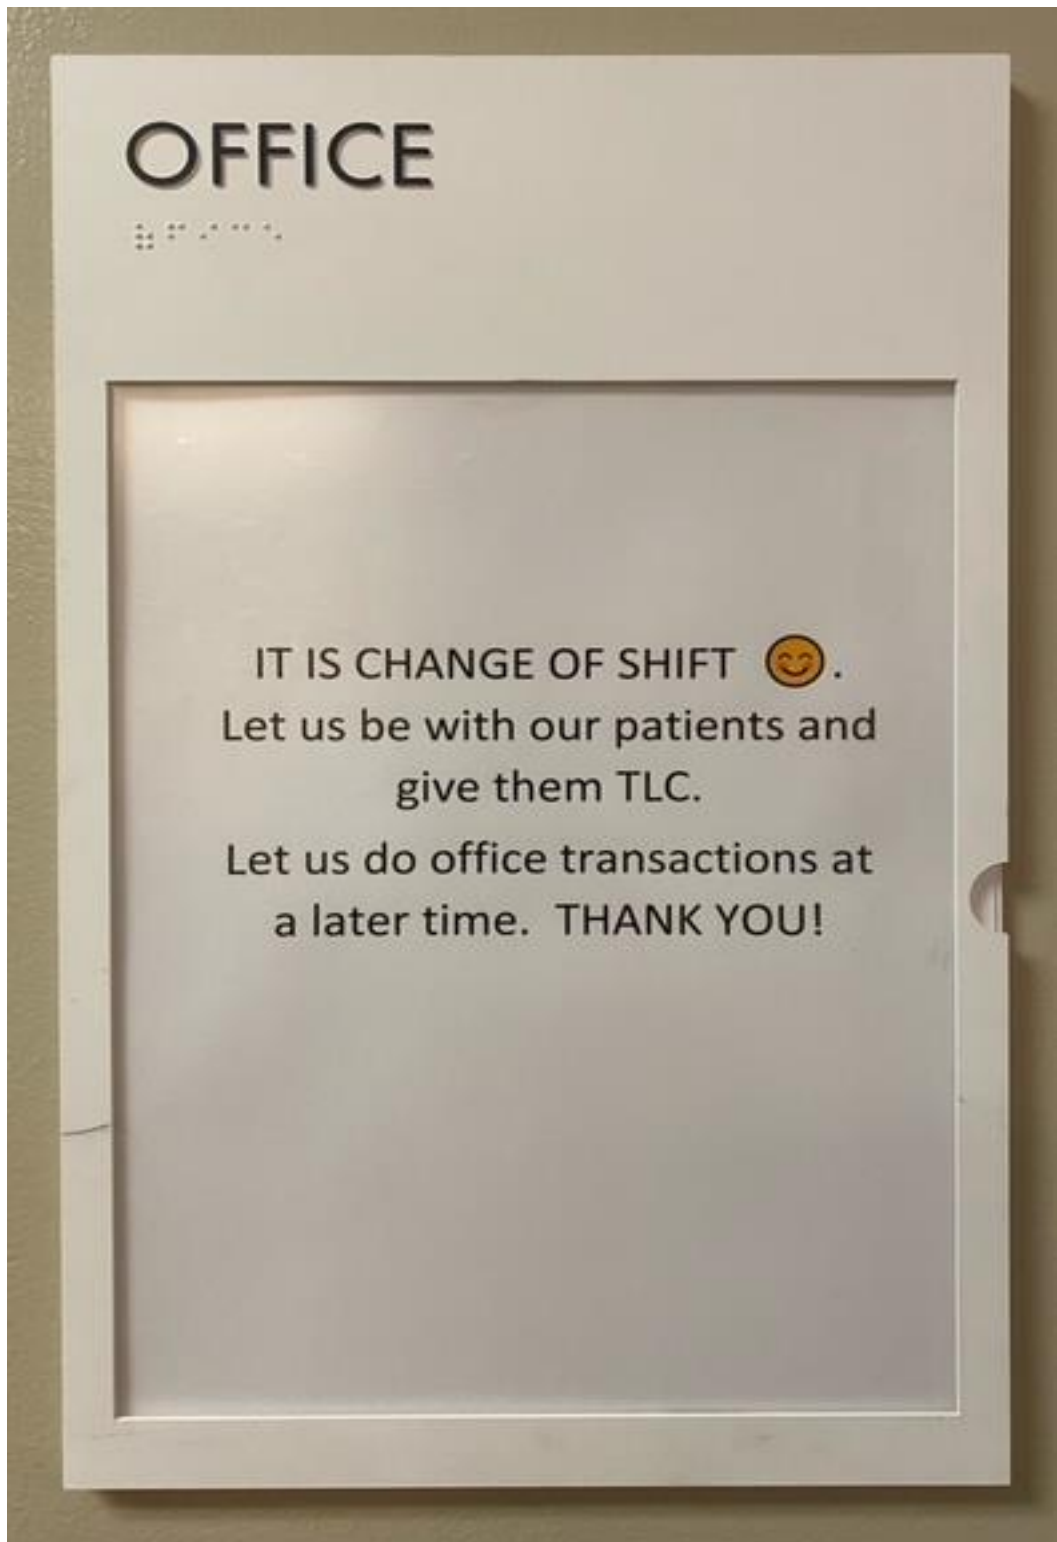 OFFICE
⠷⠋⠊⠉⠑
IT IS CHANGE OF SHIFT 😊.
Let us be with our patients and
give them TLC.
Let us do office transactions at
a later time.  THANK YOU!